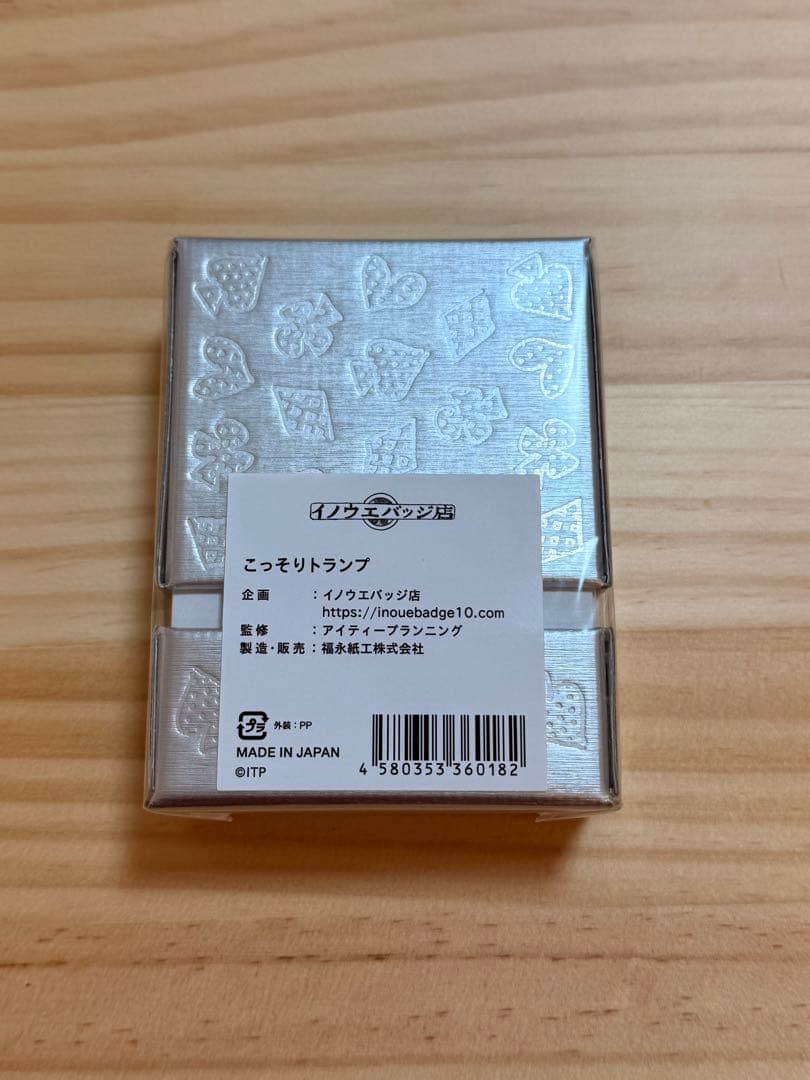 イノウエバッジ店
こっそりトランプ
企画 : イノウエバッジ店
https://inouebadge10.com
監修 : アイティープランニング
製造・販売 : 福永紙工株式会社
プラ 外装 : PP
MADE IN JAPAN
©ITP
4 580353 360182